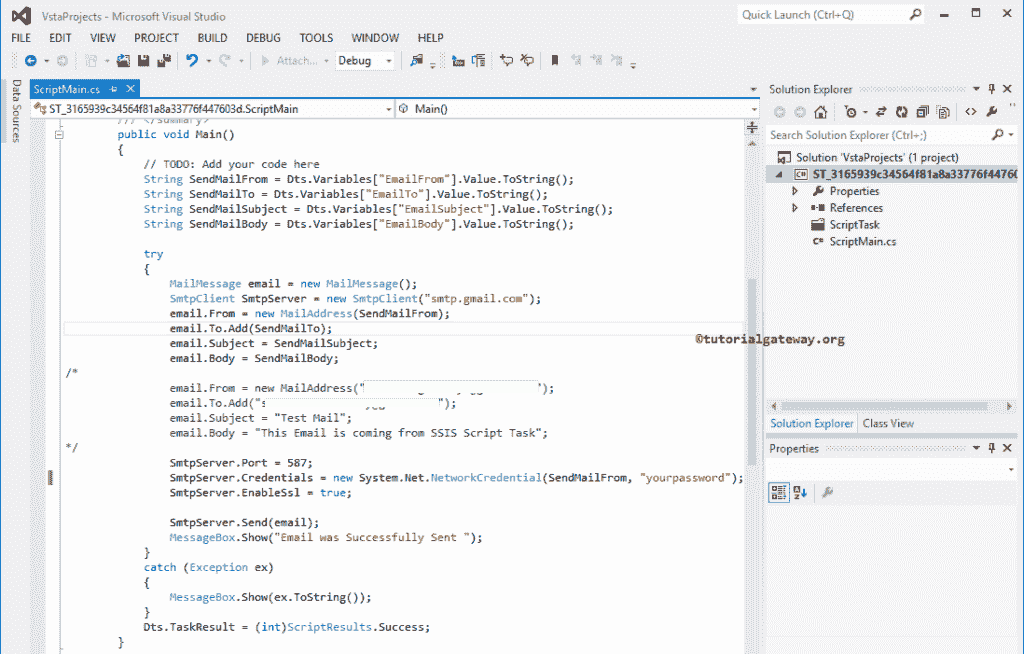 VstaProjects - Microsoft Visual Studio
Quick Launch (Ctrl+Q)
FILE EDIT VIEW PROJECT BUILD DEBUG TOOLS WINDOW HELP
Attach... Debug
Data Sources
ScriptMain.cs
ST_3165939c34564f81a8a33776f447603d.ScriptMain
Main()
/// </summary>
public void Main()
{
// TODO: Add your code here
String SendMailFrom = Dts.Variables["EmailFrom"].Value.ToString();
String SendMailTo = Dts.Variables["EmailTo"].Value.ToString();
String SendMailSubject = Dts.Variables["EmailSubject"].Value.ToString();
String SendMailBody = Dts.Variables["EmailBody"].Value.ToString();
try
{
MailMessage email = new MailMessage();
SmtpClient SmtpServer = new SmtpClient("smtp.gmail.com");
email.From = new MailAddress(SendMailFrom);
email.To.Add(SendMailTo);
email.Subject = SendMailSubject;
email.Body = SendMailBody;
/*
email.From = new MailAddress(" ");
email.To.Add(" ");
email.Subject = "Test Mail";
email.Body = "This Email is coming from SSIS Script Task";
*/
SmtpServer.Port = 587;
SmtpServer.Credentials = new System.Net.NetworkCredential(SendMailFrom, "yourpassword");
SmtpServer.EnableSsl = true;
SmtpServer.Send(email);
MessageBox.Show("Email was Successfully Sent ");
}
catch (Exception ex)
{
MessageBox.Show(ex.ToString());
}
Dts.TaskResult = (int)ScriptResults.Success;
}
Solution Explorer
Search Solution Explorer (Ctrl+;)
Solution 'VstaProjects' (1 project)
ST_3165939c34564f81a8a33776f44760
Properties
References
ScriptTask
ScriptMain.cs
©tutorialgateway.org
Solution Explorer Class View
Properties